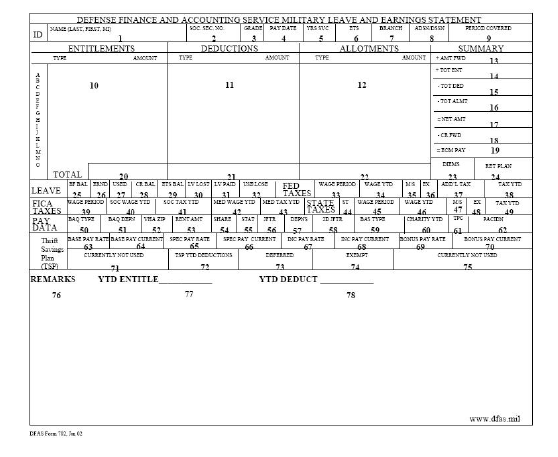 DEFENSE FINANCE AND ACCOUNTING SERVICE MILITARY LEAVE AND EARNINGS STATEMENT
ID NAME (LAST, FIRST, MI) SOC. SEC. NO. GRADE PAY DATE YRS SVC ETS BRANCH ADSN/DSSN PERIOD COVERED
1 2 3 4 5 6 7 8 9
ENTITLEMENTS DEDUCTIONS ALLOTMENTS SUMMARY
TYPE AMOUNT TYPE AMOUNT TYPE AMOUNT + AMT FWD 13
+ TOT ENT 14
A B C D E F G H I J K L M N O
10 11 12
- TOT DED 15
- TOT ALMT 16
= NET AMT 17
- CR FWD 18
= EOM PAY 19
DIEMS RET PLAN
TOTAL 20 21 22 23 24
LEAVE BF BAL ERND USED CR BAL ETS BAL LV LOST LV PAID USE/LOSE FED TAXES WAGE PERIOD WAGE YTD M/S EX ADD'L TAX TAX YTD
25 26 27 28 29 30 31 32 33 34 35 36 37 38
FICA TAXES WAGE PERIOD SOC WAGE YTD SOC TAX YTD MED WAGE YTD MED TAX YTD STATE TAXES ST WAGE PERIOD WAGE YTD M/S EX TAX YTD
39 40 41 42 43 44 45 46 47 48 49
PAY DATA BAQ TYPE BAQ DEPN VHA ZIP RENT AMT SHARE STAT JFTR DEPNS 2D JFTR BAS TYPE CHARITY YTD TPC PACIDN
50 51 52 53 54 55 56 57 58 59 60 61 62
Thrift Savings Plan (TSP) BASE PAY RATE BASE PAY CURRENT SPEC PAY RATE SPEC PAY CURRENT INC PAY RATE INC PAY CURRENT BONUS PAY RATE BONUS PAY CURRENT
63 64 65 66 67 68 69 70
CURRENTLY NOT USED TSP YTD DEDUCTIONS DEFERRED EXEMPT CURRENTLY NOT USED
71 72 73 74 75
REMARKS YTD ENTITLE____________ YTD DEDUCT ____________
76 77 78
www.dfas.mil
DFAS Form 702, Jan 02